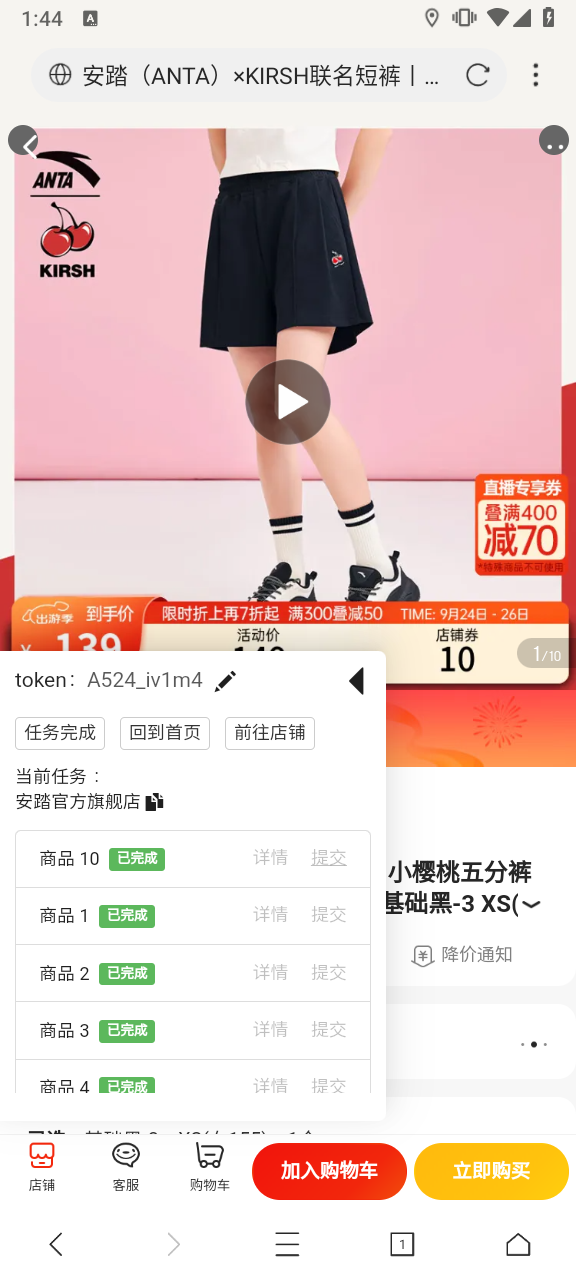 1:44
A
安踏（ANTA）×KIRSH联名短裤丨...
ANTA
KIRSH
直播专享券
叠满400
减70
*特殊商品不可使用
出游季 到手价 限时折上再7折起 满300叠减50 TIME: 9月24日 - 26日
¥ 139 活动价 店铺券
10
1/10
token： A524_iv1m4
任务完成 回到首页 前往店铺
当前任务：
安踏官方旗舰店
商品 10 已完成 详情 提交
商品 1 已完成 详情 提交
商品 2 已完成 详情 提交
商品 3 已完成 详情 提交
商品 4 已完成 详情 提交
小樱桃五分裤
基础黑-3 XS(
降价通知
店铺 客服 购物车 加入购物车 立即购买
1